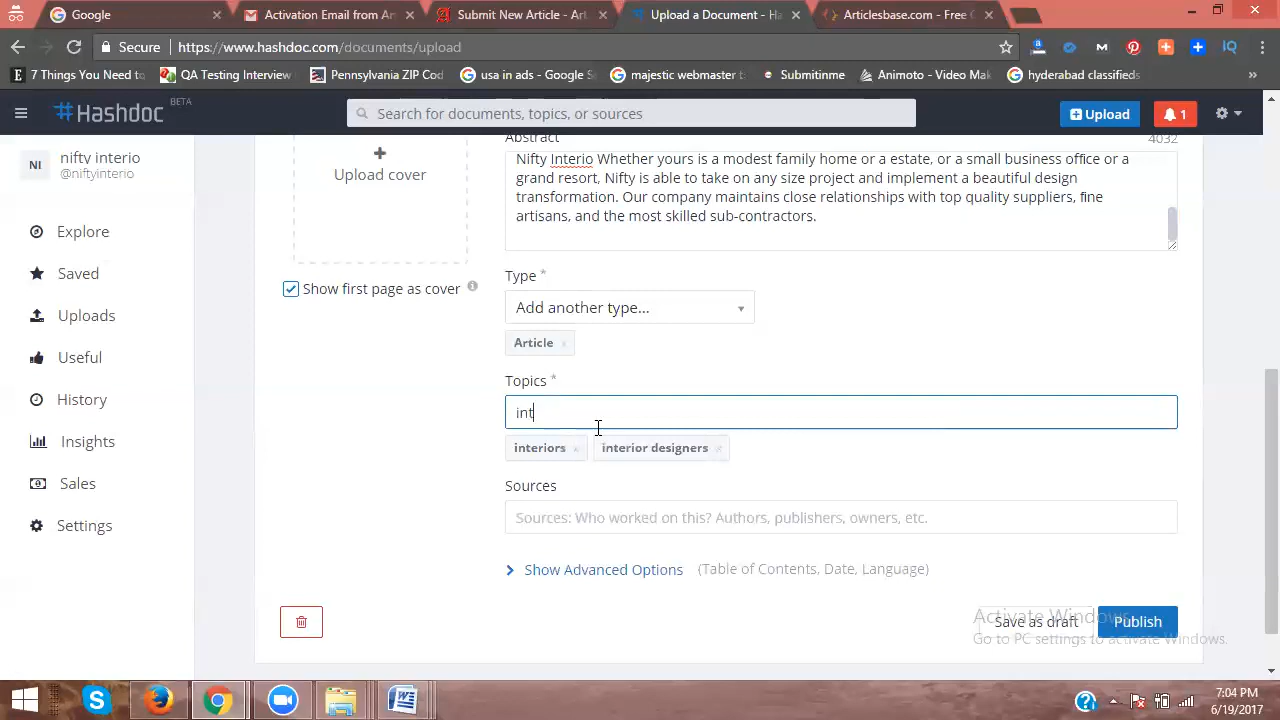 Google
Activation Email from Ar
Submit New Article - Art
Upload a Document - Ha
Articlesbase.com - Free O
Secure
https://www.hashdoc.com/documents/upload
7 Things You Need to
QA Testing Interview
Pennsylvania ZIP Cod
usa in ads - Google S
majestic webmaster t
Submitinme
Animoto - Video Mak
hyderabad classifieds
Hashdoc BETA
Search for documents, topics, or sources
Upload
1
NI
nifty interio
@niftyinterio
Explore
Saved
Uploads
Useful
History
Insights
Sales
Settings
Upload cover
Show first page as cover
Abstract
4032
Nifty Interio Whether yours is a modest family home or a estate, or a small business office or a
grand resort, Nifty is able to take on any size project and implement a beautiful design
transformation. Our company maintains close relationships with top quality suppliers, fine
artisans, and the most skilled sub-contractors.
Type *
Add another type...
Article ×
Topics *
int
interiors × interior designers ×
Sources
Sources: Who worked on this? Authors, publishers, owners, etc.
Show Advanced Options (Table of Contents, Date, Language)
Save as draft
Publish
Activate Windows
Go to PC settings to activate Windows.
7:04 PM
6/19/2017